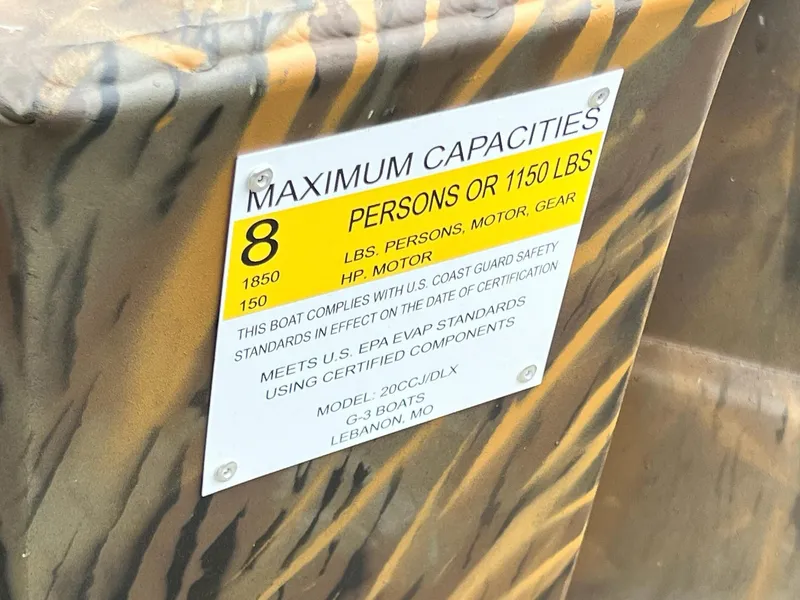 MAXIMUM CAPACITIES
8 PERSONS OR 1150 LBS
1850 LBS. PERSONS, MOTOR, GEAR
150 HP. MOTOR
THIS BOAT COMPLIES WITH U.S. COAST GUARD SAFETY
STANDARDS IN EFFECT ON THE DATE OF CERTIFICATION
MEETS U.S. EPA EVAP STANDARDS
USING CERTIFIED COMPONENTS
MODEL: 20CCJ/DLX
G-3 BOATS
LEBANON, MO